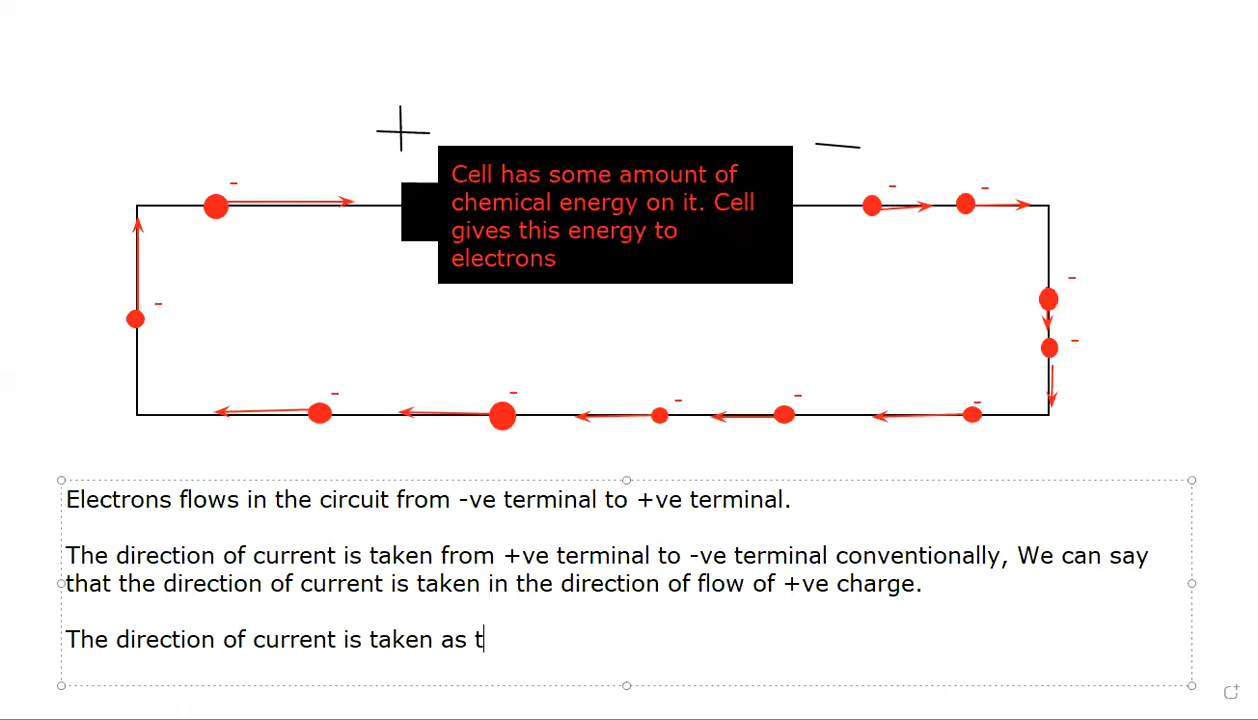 Cell has some amount of
chemical energy on it. Cell
gives this energy to
electrons
Electrons flows in the circuit from -ve terminal to +ve terminal.
The direction of current is taken from +ve terminal to -ve terminal conventionally, We can say
that the direction of current is taken in the direction of flow of +ve charge.
The direction of current is taken as t